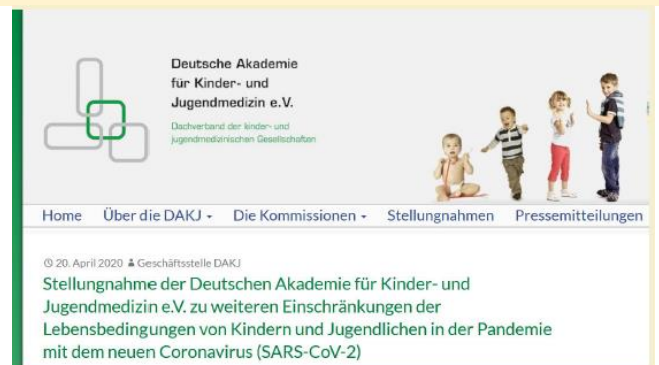 Deutsche Akademie
für Kinder- und
Jugendmedizin e.V.
Dachverband der kinder- und
jugendmedizinischen Gesellschaften
Home Über die DAKJ Die Kommissionen Stellungnahmen Pressemitteilungen
20. April 2020 Geschäftsstelle DAKJ
Stellungnahme der Deutschen Akademie für Kinder- und
Jugendmedizin e.V. zu weiteren Einschränkungen der
Lebensbedingungen von Kindern und Jugendlichen in der Pandemie
mit dem neuen Coronavirus (SARS-CoV-2)